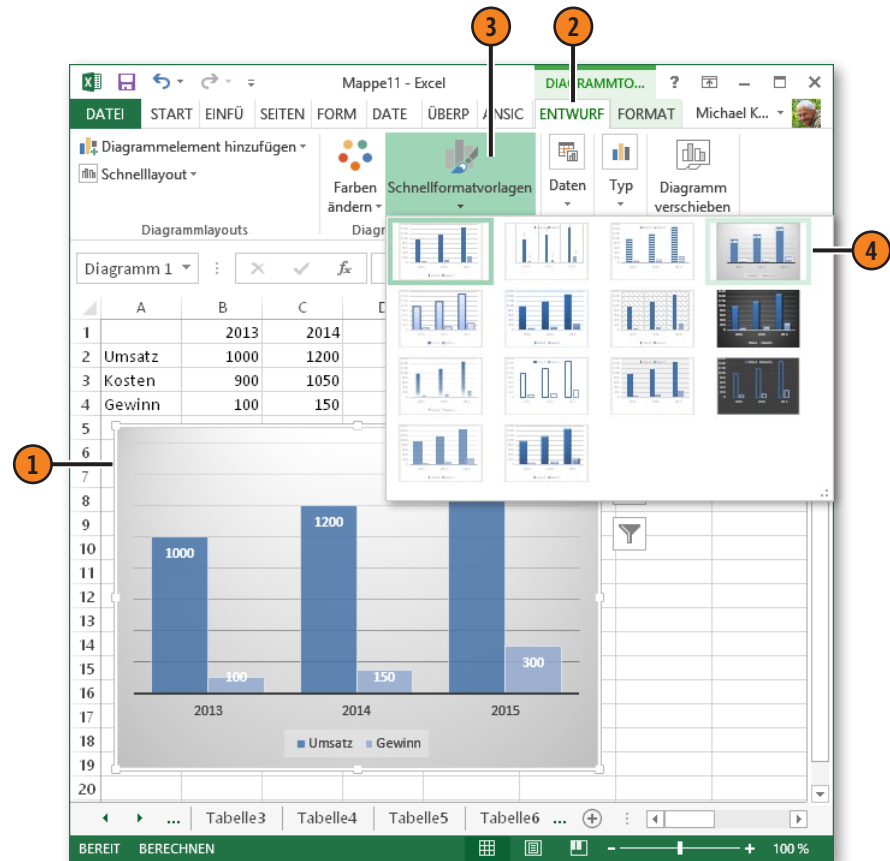 3 2
Mappe11 - Excel DIAGRAMMTO... ?
DATEI START EINFÜ SEITEN FORM DATE ÜBERP ANSIC ENTWURF FORMAT Michael K...
Diagrammelement hinzufügen
Schnelllayout
Farben ändern
Schnellformatvorlagen
Daten
Typ
Diagramm verschieben
Diagrammlayouts Diagr
4
Diagramm 1 fx
A B C
1 2013 2014
2 Umsatz 1000 1200
3 Kosten 900 1050
4 Gewinn 100 150
5
6
1
7
8
9
10
11
12
13
14
15
16
17
18
19
20
1200
1000
300
100 150
2013 2014 2015
Umsatz Gewinn
... Tabelle3 Tabelle4 Tabelle5 Tabelle6 ...
BEREIT BERECHNEN 100 %